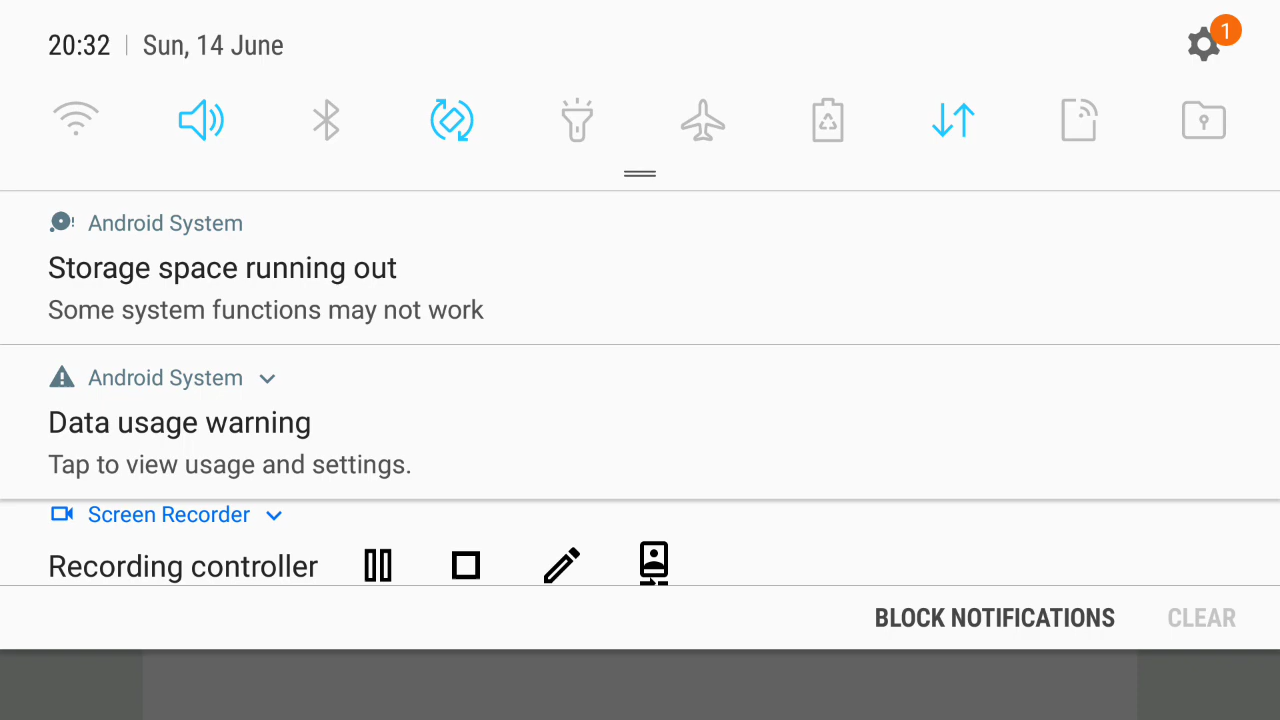 20:32 Sun, 14 June
1
Android System
Storage space running out
Some system functions may not work
Android System
Data usage warning
Tap to view usage and settings.
Screen Recorder
Recording controller
BLOCK NOTIFICATIONS CLEAR